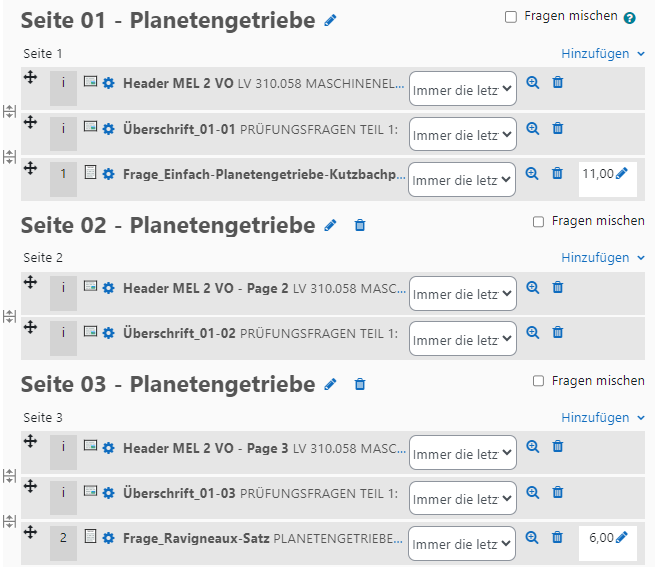 Seite 01 - Planetengetriebe
Fragen mischen
Seite 1
Hinzufügen
i Header MEL 2 VO LV 310.058 MASCHINENEL... Immer die letz
i Überschrift_01-01 PRÜFUNGSFRAGEN TEIL 1: Immer die letz
1 Frage_Einfach-Planetengetriebe-Kutzbachp... Immer die letz 11,00
Seite 02 - Planetengetriebe
Fragen mischen
Seite 2
Hinzufügen
i Header MEL 2 VO - Page 2 LV 310.058 MASC... Immer die letz
i Überschrift_01-02 PRÜFUNGSFRAGEN TEIL 1: Immer die letz
Seite 03 - Planetengetriebe
Fragen mischen
Seite 3
Hinzufügen
i Header MEL 2 VO - Page 3 LV 310.058 MASC... Immer die letz
i Überschrift_01-03 PRÜFUNGSFRAGEN TEIL 1: Immer die letz
2 Frage_Ravigneaux-Satz PLANETENGETRIEBE... Immer die letz 6,00